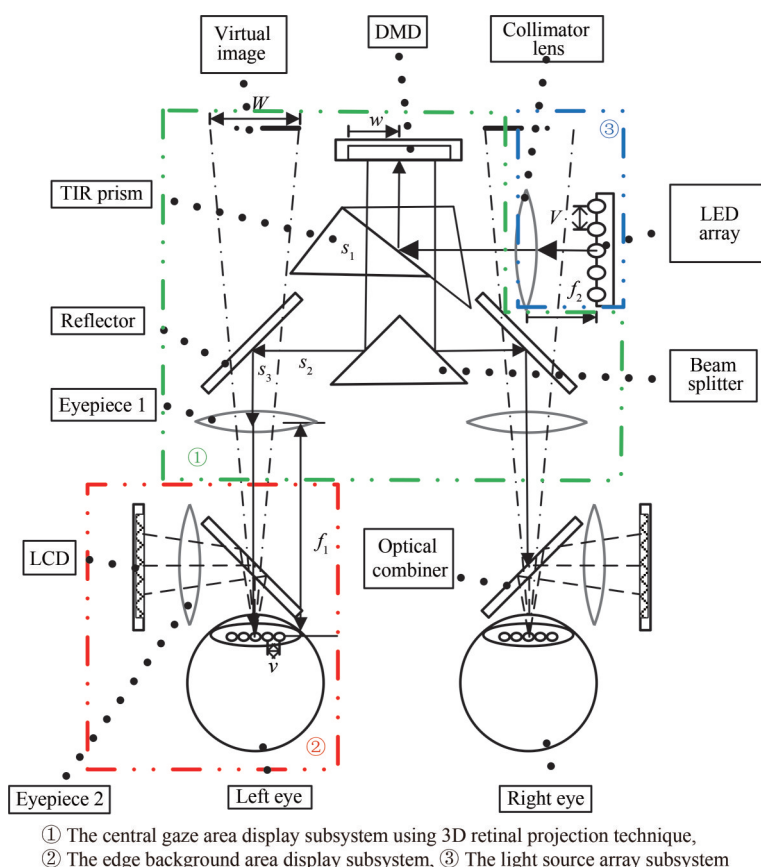 Virtual
image
DMD
Collimator
lens
W
w
③
TIR prism
V
LED
array
s1
f2
Reflector
s3
s2
Beam
splitter
Eyepiece 1
①
f1
LCD
Optical
combiner
v
②
Eyepiece 2
Left eye
Right eye
① The central gaze area display subsystem using 3D retinal projection technique,
② The edge background area display subsystem, ③ The light source array subsystem